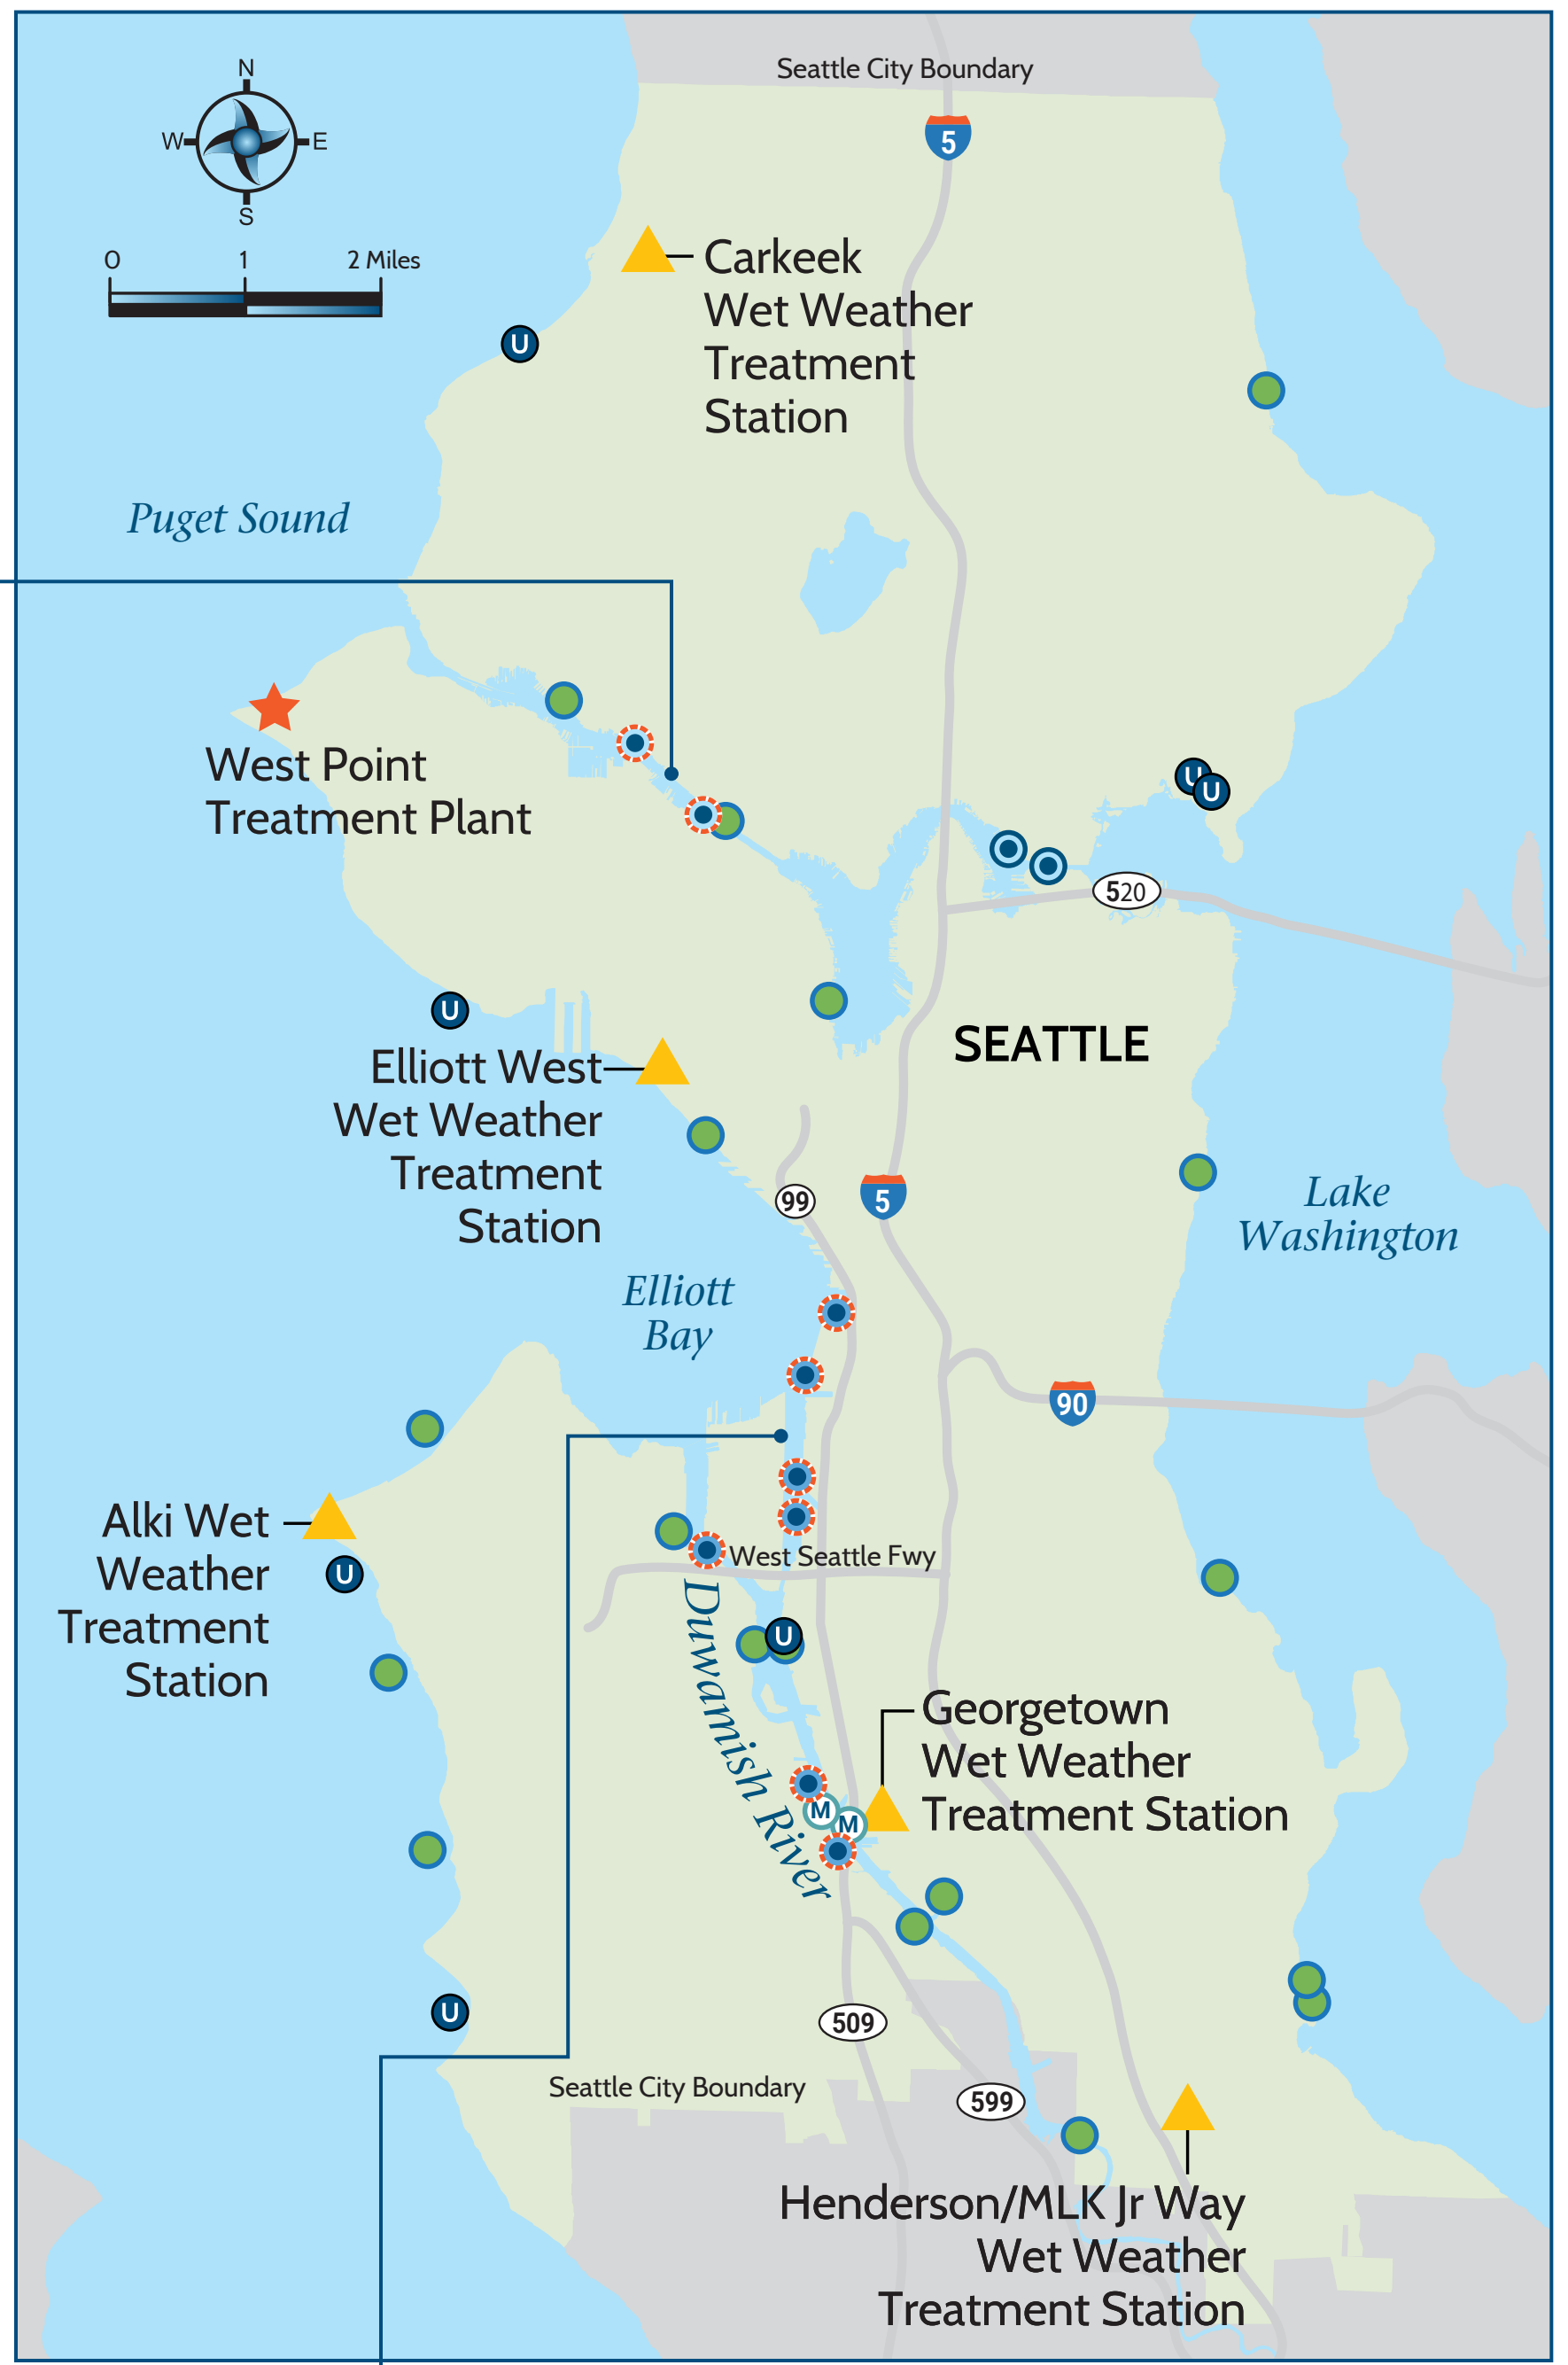 Seattle City Boundary
N
W E
S
5
0 1 2 Miles
Carkeek
Wet Weather
Treatment
Station
U
Puget Sound
West Point
Treatment Plant
U
U
520
U
SEATTLE
Elliott West
Wet Weather
Treatment
Station
99
5
Lake
Washington
Elliott
Bay
90
Alki Wet
Weather
Treatment
Station
U
West Seattle Fwy
Duwamish River
U
Georgetown
Wet Weather
Treatment Station
M
M
U
509
Seattle City Boundary
599
Henderson/MLK Jr Way
Wet Weather
Treatment Station